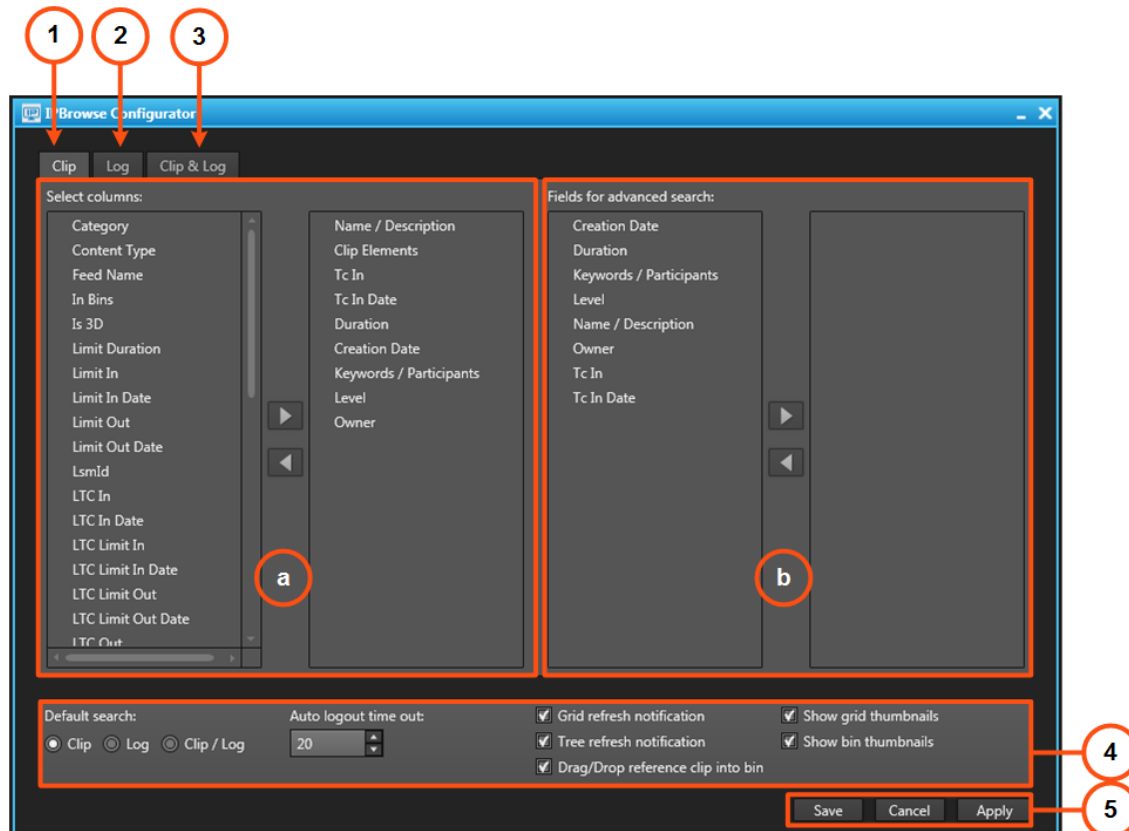 1
2
3
IPBrowse Configurator
Clip
Log
Clip & Log
Select columns:
Category
Content Type
Feed Name
In Bins
Is 3D
Limit Duration
Limit In
Limit In Date
Limit Out
Limit Out Date
LsmId
LTC In
LTC In Date
LTC Limit In
LTC Limit In Date
LTC Limit Out
LTC Limit Out Date
LTC Out
a
Name / Description
Clip Elements
Tc In
Tc In Date
Duration
Creation Date
Keywords / Participants
Level
Owner
Fields for advanced search:
Creation Date
Duration
Keywords / Participants
Level
Name / Description
Owner
Tc In
Tc In Date
b
Default search:
Clip
Log
Clip / Log
Auto logout time out:
20
Grid refresh notification
Tree refresh notification
Drag/Drop reference clip into bin
Show grid thumbnails
Show bin thumbnails
4
Save
Cancel
Apply
5